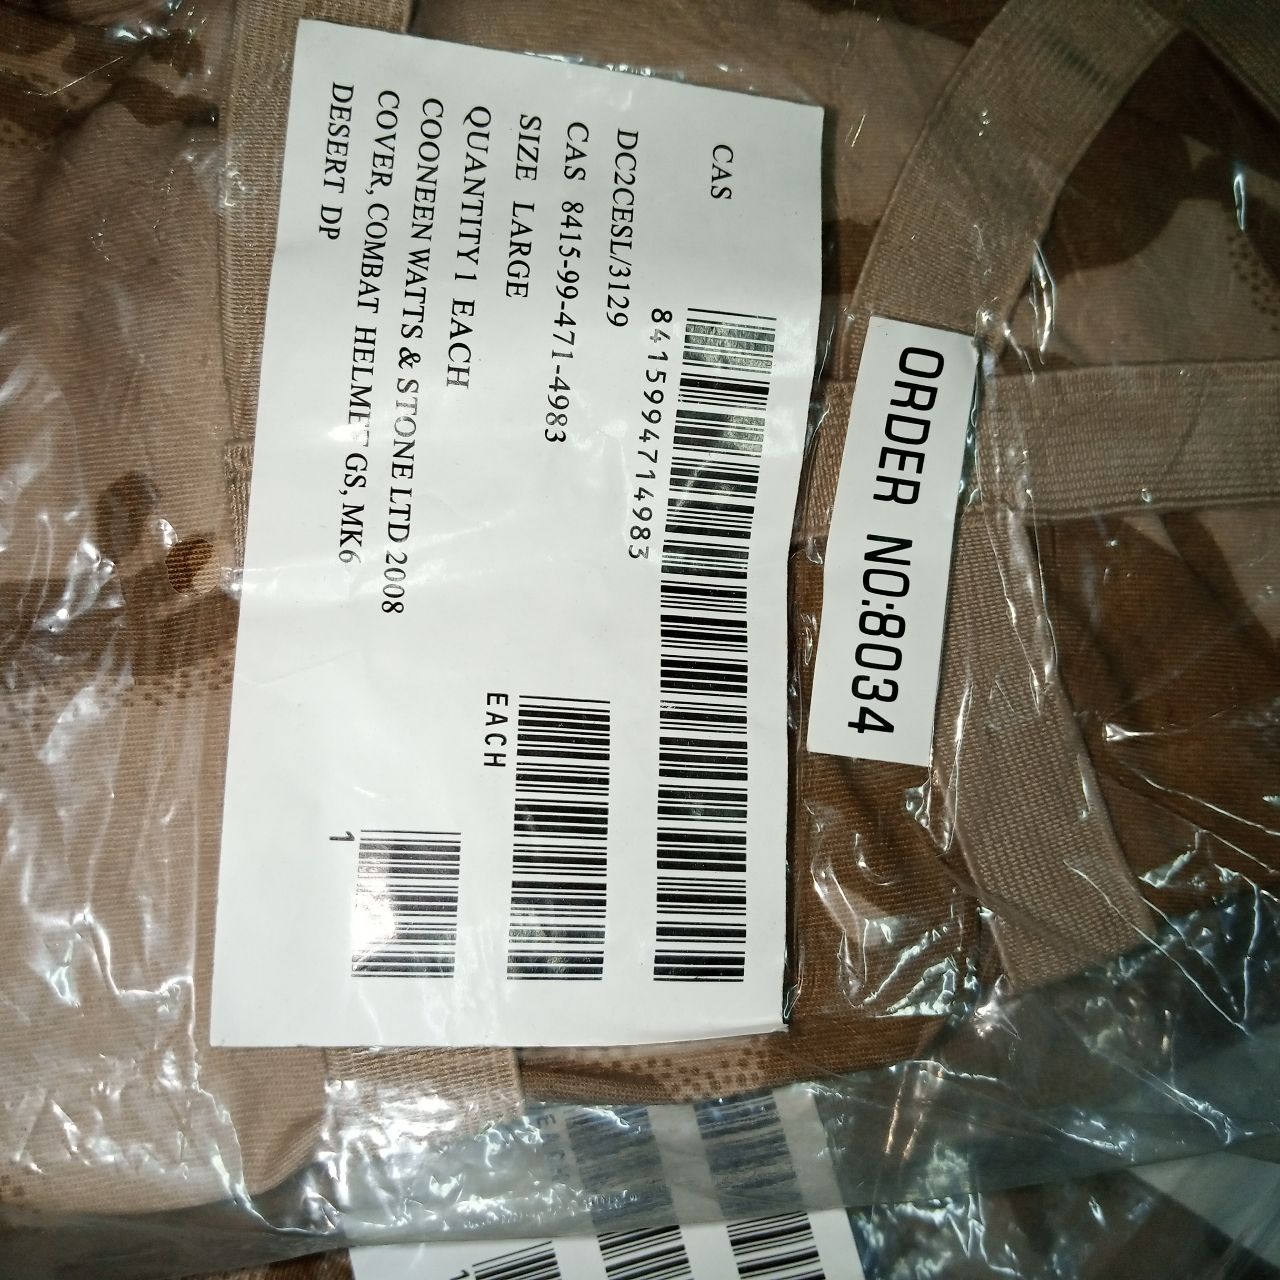 CAS
8415994714983
DC2CESL/3129
CAS 8415-99-471-4983
SIZE LARGE
QUANTITY 1 EACH
COONEEN WATTS & STONE LTD 2008
COVER, COMBAT HELMET GS, MK6
DESERT DP
EACH
1
ORDER NO:8034
1